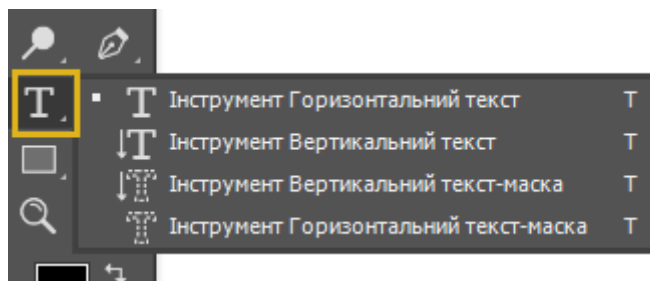 Інструмент Горизонтальний текст T
Інструмент Вертикальний текст T
Інструмент Вертикальний текст-маска T
Інструмент Горизонтальний текст-маска T